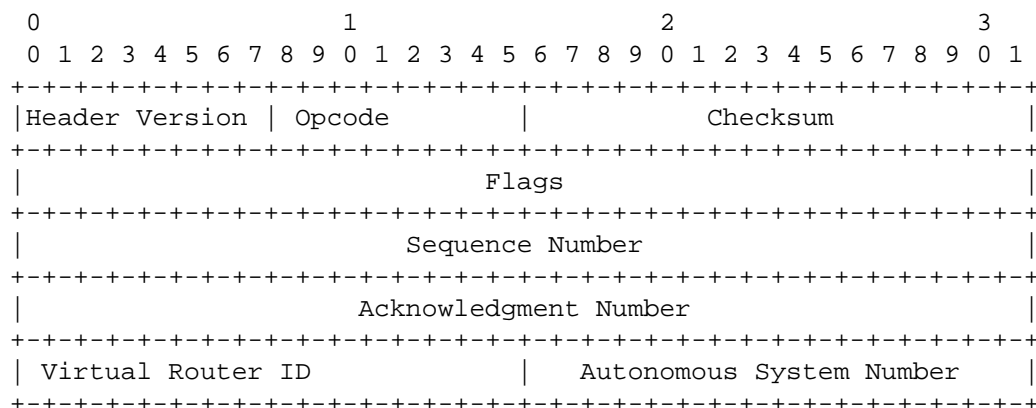 0                   1                   2                   3
 0 1 2 3 4 5 6 7 8 9 0 1 2 3 4 5 6 7 8 9 0 1 2 3 4 5 6 7 8 9 0 1
+-+-+-+-+-+-+-+-+-+-+-+-+-+-+-+-+-+-+-+-+-+-+-+-+-+-+-+-+-+-+-+-+
|Header Version | Opcode        |           Checksum            |
+-+-+-+-+-+-+-+-+-+-+-+-+-+-+-+-+-+-+-+-+-+-+-+-+-+-+-+-+-+-+-+-+
|                             Flags                             |
+-+-+-+-+-+-+-+-+-+-+-+-+-+-+-+-+-+-+-+-+-+-+-+-+-+-+-+-+-+-+-+-+
|                        Sequence Number                        |
+-+-+-+-+-+-+-+-+-+-+-+-+-+-+-+-+-+-+-+-+-+-+-+-+-+-+-+-+-+-+-+-+
|                     Acknowledgment Number                     |
+-+-+-+-+-+-+-+-+-+-+-+-+-+-+-+-+-+-+-+-+-+-+-+-+-+-+-+-+-+-+-+-+
| Virtual Router ID             |   Autonomous System Number    |
+-+-+-+-+-+-+-+-+-+-+-+-+-+-+-+-+-+-+-+-+-+-+-+-+-+-+-+-+-+-+-+-+